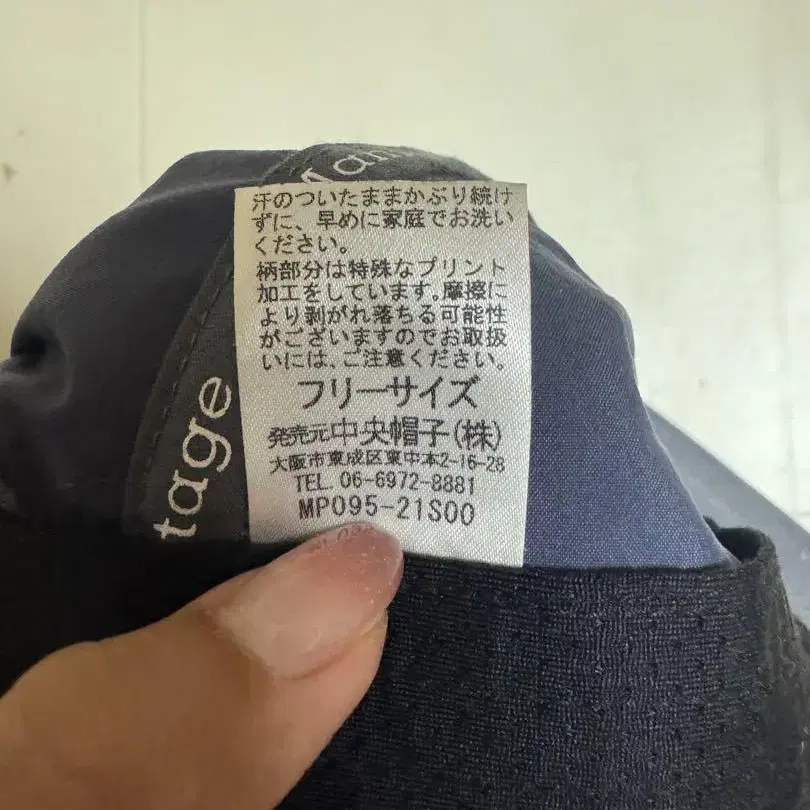 汗のついたままかぶり続け
ずに、早めに家庭でお洗い
ください。
柄部分は特殊なプリント
加工をしています。摩擦に
より剥がれ落ちる可能性
がございますのでお取扱
いには、ご注意ください。
フリーサイズ
発売元中央帽子(株)
大阪市東成区東中本2-16-28
TEL. 06-6972-8881
MP095-21S00
tage